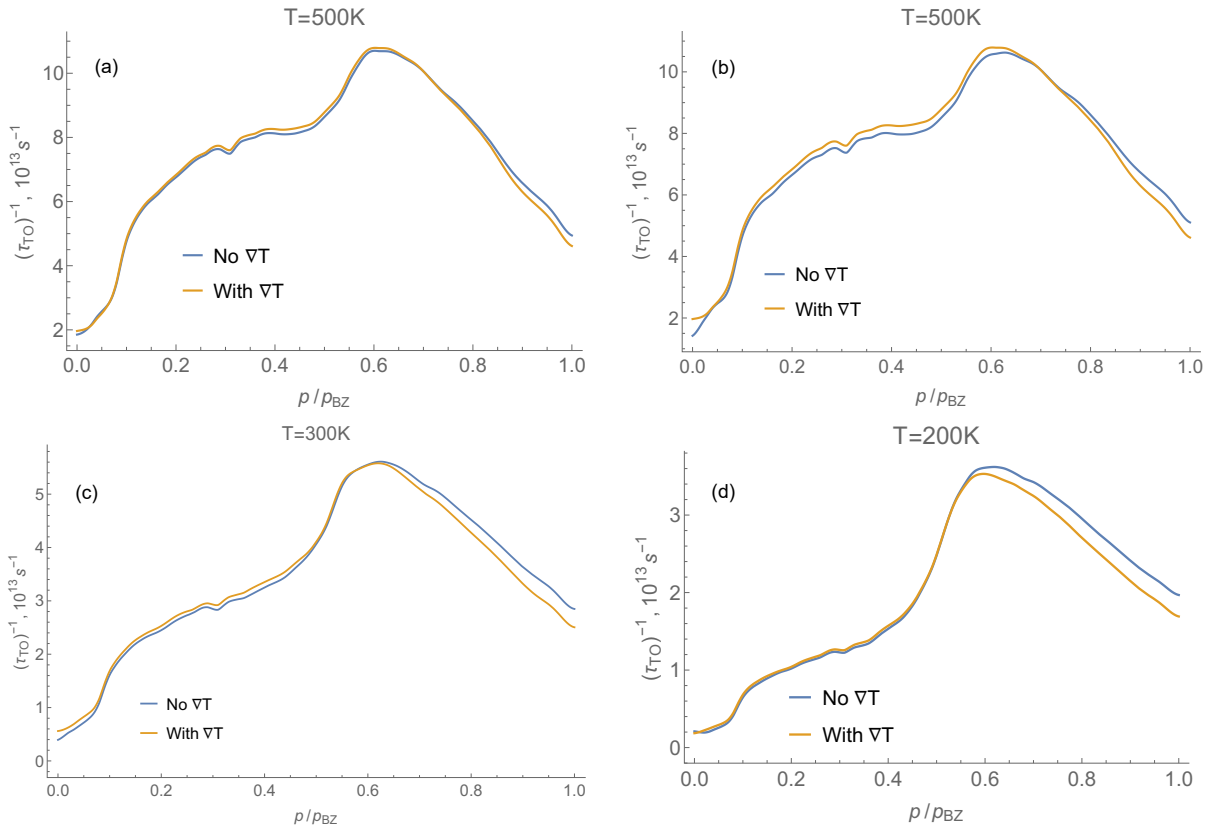 T=500K
(a)
10
8
6
4
2
(τTO)⁻¹, 10¹³ s⁻¹
No ∇T
With ∇T
0.0 0.2 0.4 0.6 0.8 1.0
p / pBZ
T=500K
(b)
10
8
6
4
2
(τTO)⁻¹, 10¹³ s⁻¹
No ∇T
With ∇T
0.0 0.2 0.4 0.6 0.8 1.0
p / pBZ
T=300K
(c)
5
4
3
2
1
0
(τTO)⁻¹, 10¹³ s⁻¹
No ∇T
With ∇T
0.0 0.2 0.4 0.6 0.8 1.0
p / pBZ
T=200K
(d)
3
2
1
0
(τTO)⁻¹, 10¹³ s⁻¹
No ∇T
With ∇T
0.0 0.2 0.4 0.6 0.8 1.0
p / pBZ